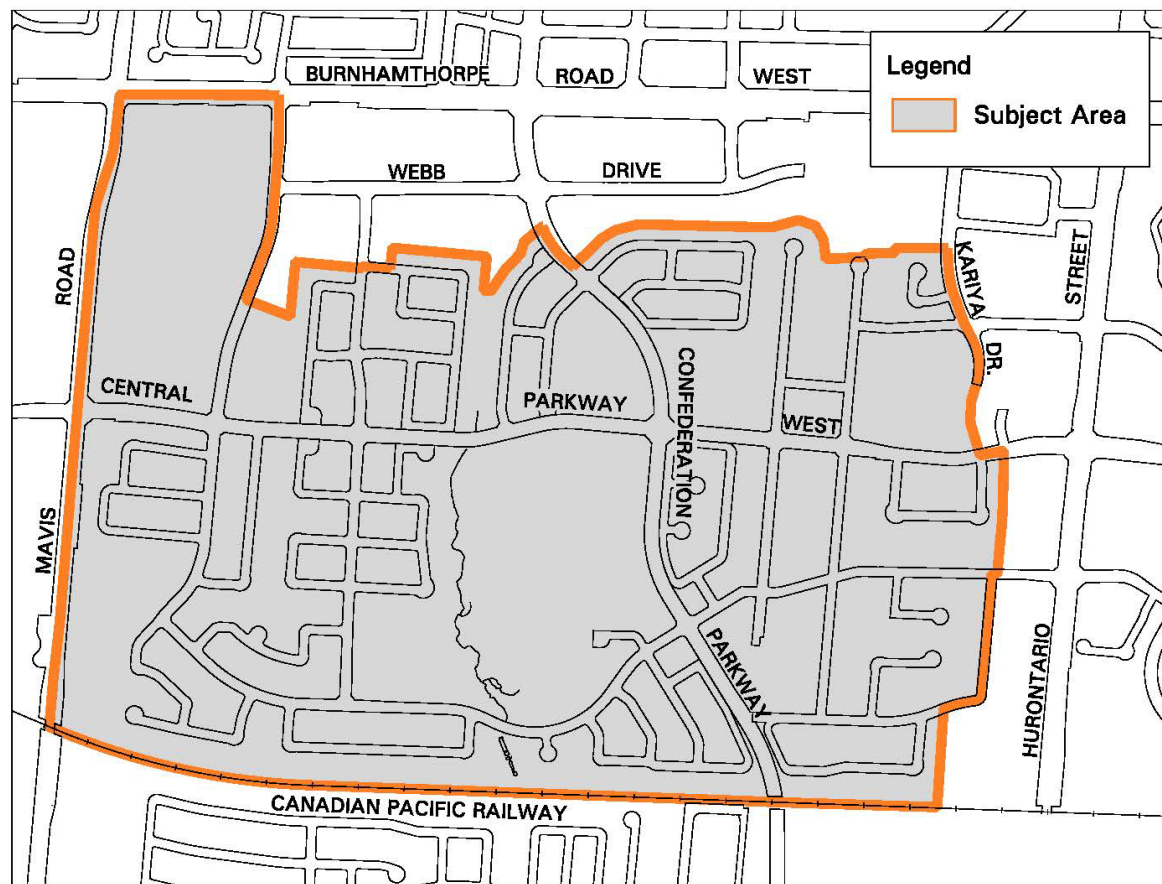 BURNHAMTHORPE ROAD WEST
Legend
Subject Area
WEBB DRIVE
ROAD
KARIYA
STREET
DR.
CENTRAL
PARKWAY
CONFEDERATION
WEST
MAVIS
PARKWAY
HURONTARIO
CANADIAN PACIFIC RAILWAY